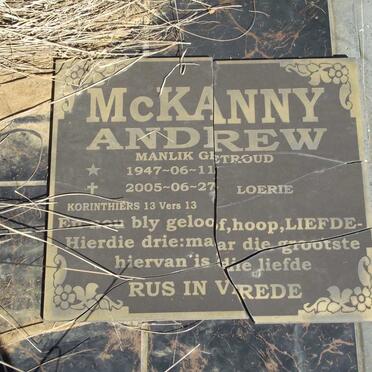 McKANNY
ANDREW
MANLIK GETROUD
1947-06-11
2005-06-27 LOERIE
KORINTHIERS 13 Vers 13
En nou bly geloof,hoop,LIEFDE-
Hierdie drie:maar die grootste
hiervan is die liefde
RUS IN VREDE